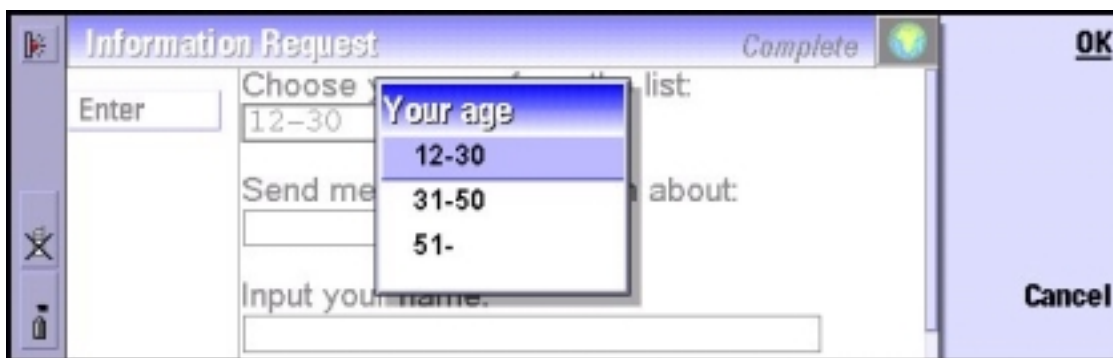 Information Request
Complete
OK
Enter
Choose
list:
12-30
Your age
12-30
31-50
51-
Send me
about:
Input your name:
Cancel